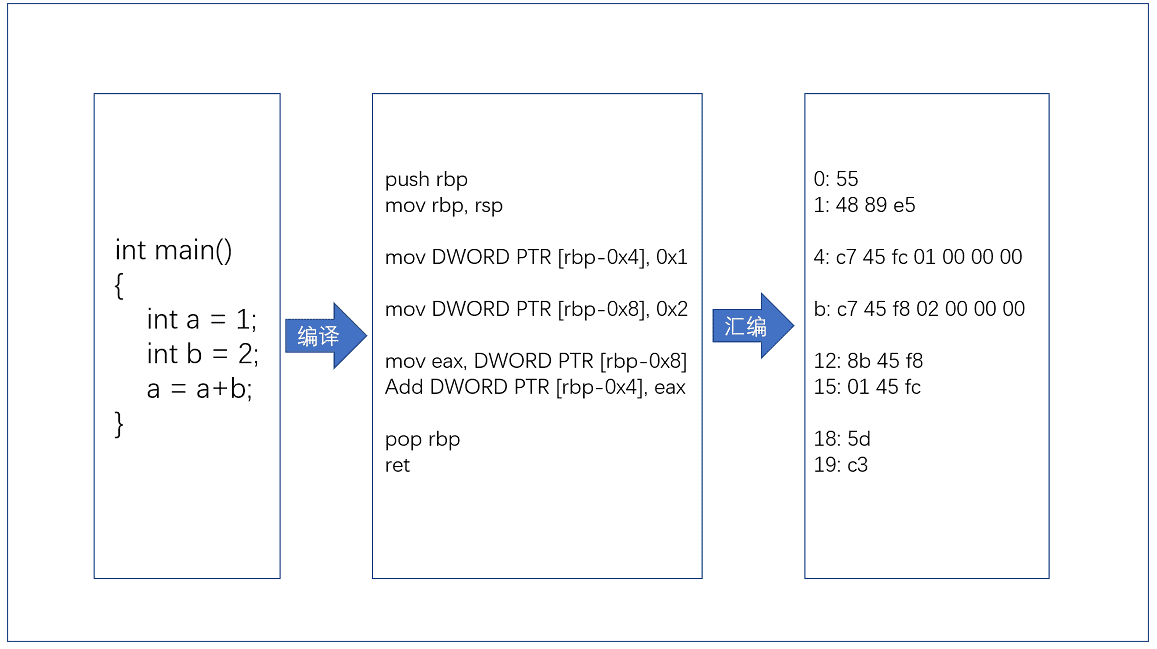 int main()
{
int a = 1;
int b = 2;
a = a+b;
}
编译
push rbp
mov rbp, rsp
mov DWORD PTR [rbp-0x4], 0x1
mov DWORD PTR [rbp-0x8], 0x2
mov eax, DWORD PTR [rbp-0x8]
Add DWORD PTR [rbp-0x4], eax
pop rbp
ret
汇编
0: 55
1: 48 89 e5
4: c7 45 fc 01 00 00 00
b: c7 45 f8 02 00 00 00
12: 8b 45 f8
15: 01 45 fc
18: 5d
19: c3